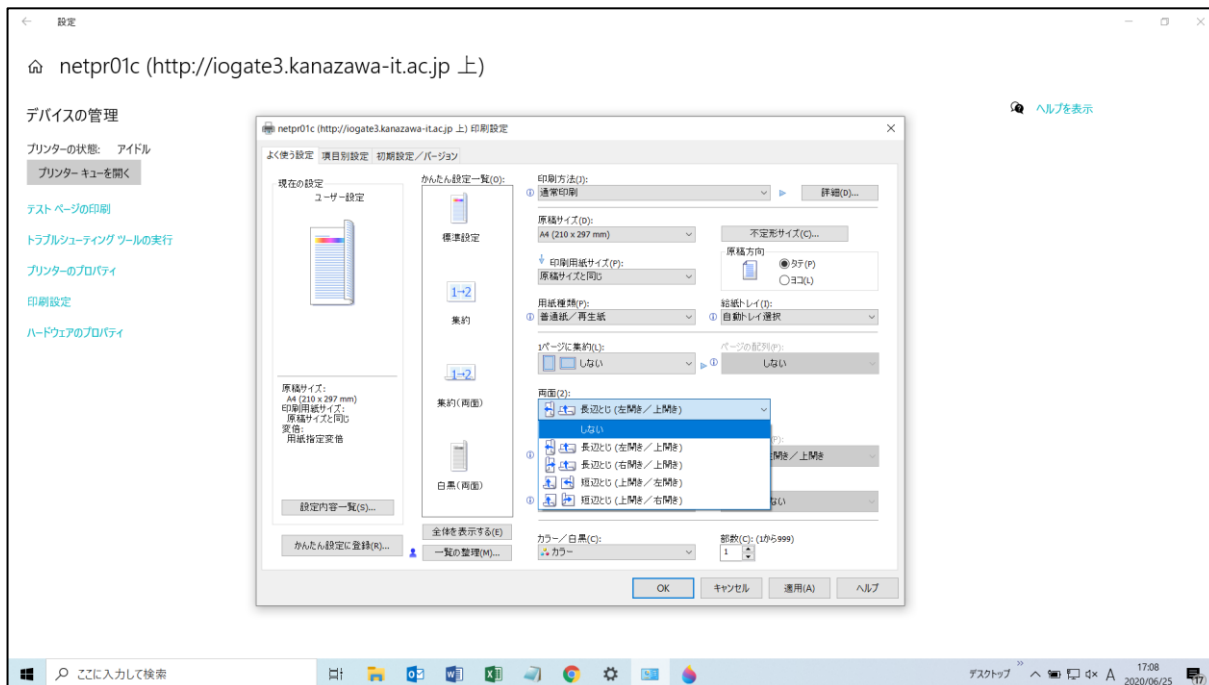 設定
netpr01c (http://iogate3.kanazawa-it.ac.jp 上)
デバイスの管理
プリンターの状態: アイドル
プリンター キューを開く
テスト ページの印刷
トラブルシューティング ツールの実行
プリンターのプロパティ
印刷設定
ハードウェアのプロパティ
ヘルプを表示
netpr01c (http://iogate3.kanazawa-it.ac.jp 上) 印刷設定
よく使う設定 項目別設定 初期設定／バージョン
現在の設定
ユーザー設定
原稿サイズ:
A4 (210 x 297 mm)
印刷用紙サイズ:
原稿サイズと同じ
変倍:
用紙指定変倍
設定内容一覧(S)...
かんたん設定に登録(R)...
かんたん設定一覧(O):
標準設定
1→2
集約
1→2
集約(両面)
白黒(両面)
全体を表示する(E)
一覧の整理(M)...
印刷方法(J):
通常印刷
詳細(D)...
原稿サイズ(D):
A4 (210 x 297 mm)
不定形サイズ(C)...
印刷用紙サイズ(P):
原稿サイズと同じ
原稿方向
タテ(P)
ヨコ(L)
用紙種類(P):
普通紙／再生紙
給紙トレイ(I):
自動トレイ選択
1ページに集約(L):
しない
ページの配列(P):
しない
両面(2):
長辺とじ (左開き／上開き)
しない
長辺とじ (左開き／上開き)
長辺とじ (右開き／上開き)
短辺とじ (上開き／左開き)
短辺とじ (上開き／右開き)
(P):
開き／上開き
ない
カラー／白黒(C):
カラー
部数(C): (1から999)
1
OK キャンセル 適用(A) ヘルプ
ここに入力して検索
デスクトップ
A
17:08
2020/06/25
17